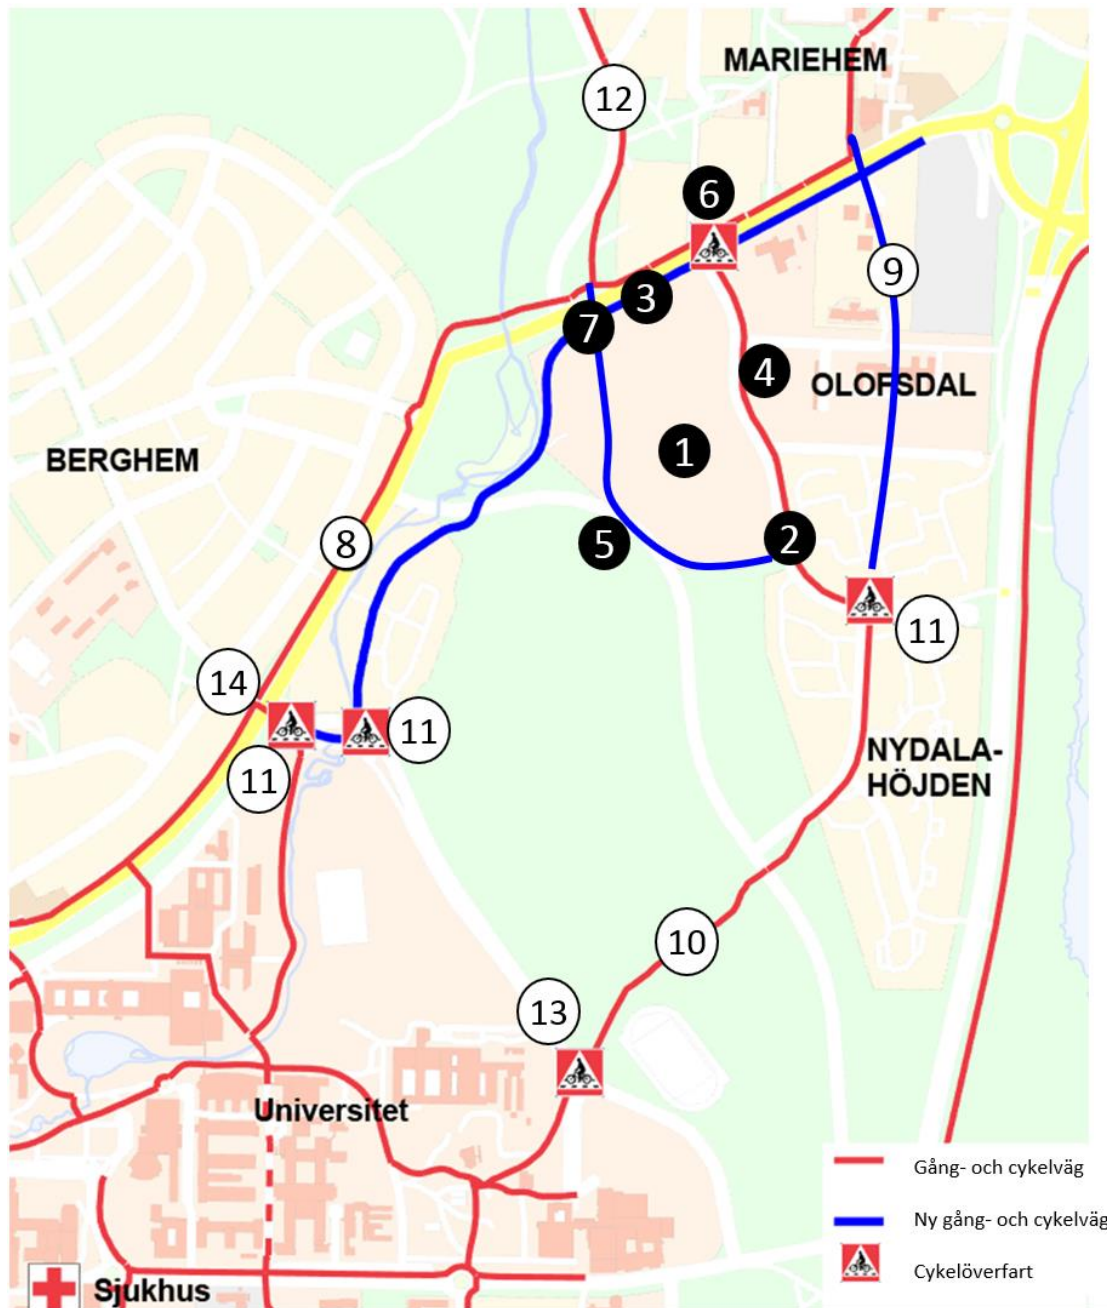 MARIEHEM
12
6
9
3
7
4
OLOFSDAL
1
BERGHEM
8
5
2
11
14
11
11
NYDALA-
HÖJDEN
10
13
Universitet
Gång- och cykelväg
Ny gång- och cykelväg
Cykelöverfart
Sjukhus